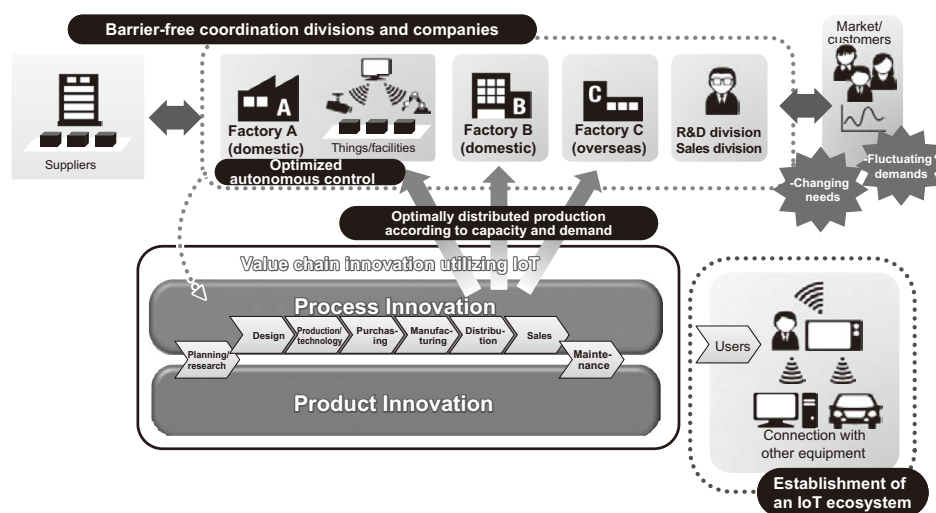 Barrier-free coordination divisions and companies
Market/
customers
Suppliers
A
Factory A
(domestic)
Things/facilities
B
Factory B
(domestic)
C
Factory C
(overseas)
R&D division
Sales division
Optimized
autonomous control
-Changing
needs
-Fluctuating
demands
Optimally distributed production
according to capacity and demand
Value chain innovation utilizing IoT
Process Innovation
Planning/
research
Design
Production/
technology
Purchas-
ing
Manufac-
turing
Distribu-
tion
Sales
Mainte-
nance
Product Innovation
Users
Connection with
other equipment
Establishment of
an IoT ecosystem